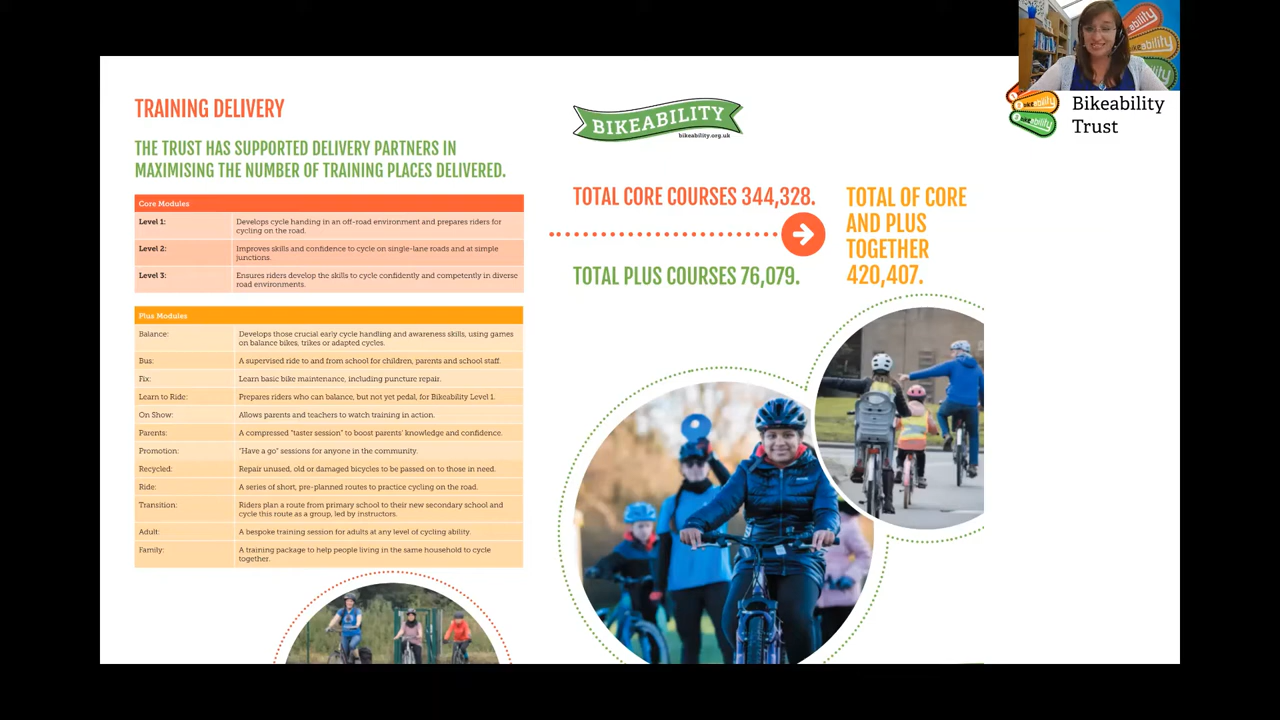 TRAINING DELIVERY
THE TRUST HAS SUPPORTED DELIVERY PARTNERS IN
MAXIMISING THE NUMBER OF TRAINING PLACES DELIVERED.
Core Modules
Level 1: Develops cycle handing in an off-road environment and prepares riders for
cycling on the road.
Level 2: Improves skills and confidence to cycle on single-lane roads and at simple
junctions.
Level 3: Ensures riders develop the skills to cycle confidently and competently in diverse
road environments.
Plus Modules
Balance: Develops those crucial early cycle handling and awareness skills, using games
on balance bikes, trikes or adapted cycles.
Bus: A supervised ride to and from school for children, parents and school staff.
Fix: Learn basic bike maintenance, including puncture repair.
Learn to Ride: Prepares riders who can balance, but not yet pedal, for Bikeability Level 1.
On Show: Allows parents and teachers to watch training in action.
Parents: A compressed "taster session" to boost parents' knowledge and confidence.
Promotion: "Have a go" sessions for anyone in the community.
Recycled: Repair unused, old or damaged bicycles to be passed on to those in need.
Ride: A series of short, pre-planned routes to practice cycling on the road.
Transition: Riders plan a route from primary school to their new secondary school and
cycle this route as a group, led by instructors.
Adult: A bespoke training session for adults at any level of cycling ability.
Family: A training package to help people living in the same household to cycle
together.
BIKEABILITY
bikeability.org.uk
TOTAL CORE COURSES 344,328.
TOTAL PLUS COURSES 76,079.
TOTAL OF CORE
AND PLUS
TOGETHER
420,407.
Bikeability
Trust